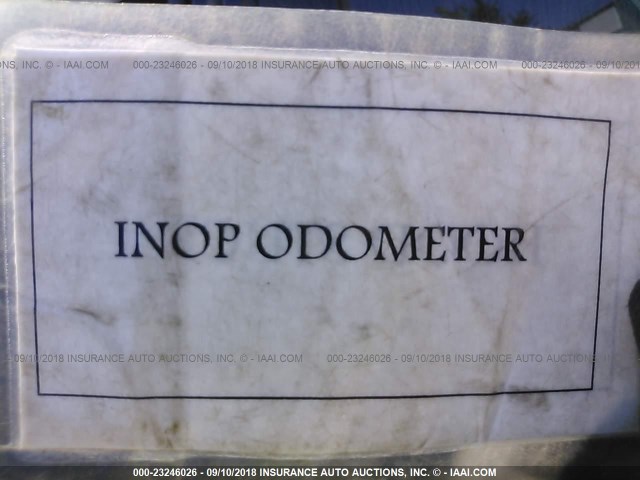 INC. © - IAAI.COM 000-23246026 - 09/10/2018 INSURANCE AUTO AUCTIONS, INC. © - IAAI.COM 000-23246026 - 09/10/2018
INOP ODOMETER
09/10/2018 INSURANCE AUTO AUCTIONS, INC. © - IAAI.COM 000-23246026 - 09/10/2018 INSURANCE AUTO AUCTIONS, INC.
000-23246026 - 09/10/2018 INSURANCE AUTO AUCTIONS, INC. © - IAAI.COM